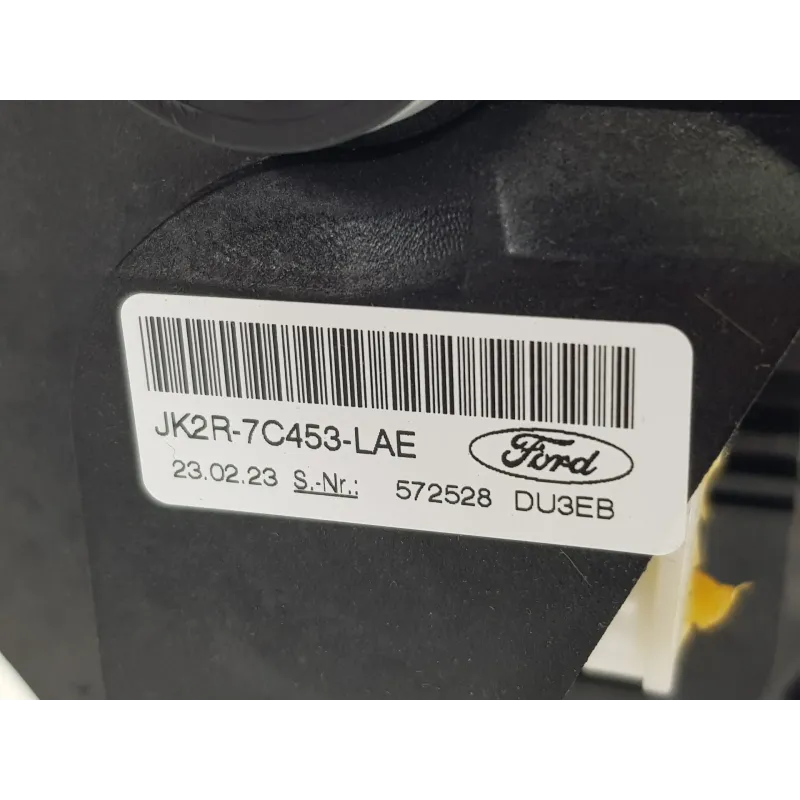 JK2R-7C453-LAE
Ford
23.02.23 S.-Nr.: 572528 DU3EB